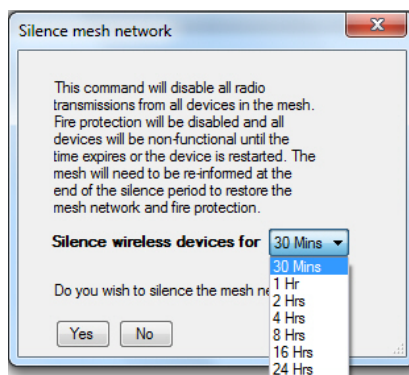 Silence mesh network
This command will disable all radio
transmissions from all devices in the mesh.
Fire protection will be disabled and all
devices will be non-functional until the
time expires or the device is restarted. The
mesh will need to be re-informed at the
end of the silence period to restore the
mesh network and fire protection.
Silence wireless devices for 30 Mins
30 Mins
1 Hr
2 Hrs
4 Hrs
8 Hrs
16 Hrs
24 Hrs
Do you wish to silence the mesh
Yes No